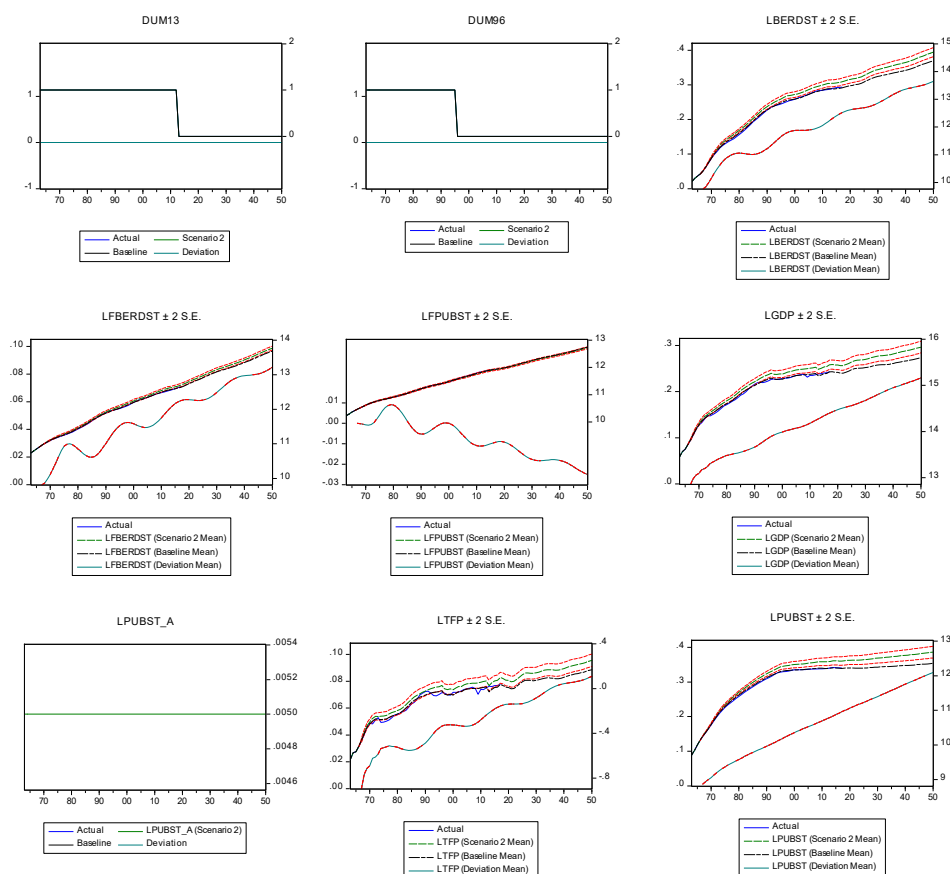 DUM13
DUM96
LBERDST ± 2 S.E.
2
1
0
1
0
-1
70 80 90 00 10 20 30 40 50
Actual Scenario 2
Baseline Deviation
2
1
0
1
0
-1
70 80 90 00 10 20 30 40 50
Actual Scenario 2
Baseline Deviation
.4
.3
.2
.1
.0
15
14
13
12
11
10
70 80 90 00 10 20 30 40 50
Actual
LBERDST (Scenario 2 Mean)
LBERDST (Baseline Mean)
LBERDST (Deviation Mean)
LFBERDST ± 2 S.E.
LFPUBST ± 2 S.E.
LGDP ± 2 S.E.
.10
.08
.06
.04
.02
.00
14
13
12
11
10
70 80 90 00 10 20 30 40 50
Actual
LFBERDST (Scenario 2 Mean)
LFBERDST (Baseline Mean)
LFBERDST (Deviation Mean)
.01
.00
-.01
-.02
-.03
13
12
11
10
70 80 90 00 10 20 30 40 50
Actual
LFPUBST (Scenario 2 Mean)
LFPUBST (Baseline Mean)
LFPUBST (Deviation Mean)
.3
.2
.1
.0
16
15
14
13
70 80 90 00 10 20 30 40 50
Actual
LGDP (Scenario 2 Mean)
LGDP (Baseline Mean)
LGDP (Deviation Mean)
LPUBST_A
LTFP ± 2 S.E.
LPUBST ± 2 S.E.
.0054
.0052
.0050
.0048
.0046
70 80 90 00 10 20 30 40 50
Actual LPUBST_A (Scenario 2)
Baseline Deviation
.10
.08
.06
.04
.02
.00
.4
.0
-.4
-.8
70 80 90 00 10 20 30 40 50
Actual
LTFP (Scenario 2 Mean)
LTFP (Baseline Mean)
LTFP (Deviation Mean)
.4
.3
.2
.1
.0
13
12
11
10
9
70 80 90 00 10 20 30 40 50
Actual
LPUBST (Scenario 2 Mean)
LPUBST (Baseline Mean)
LPUBST (Deviation Mean)